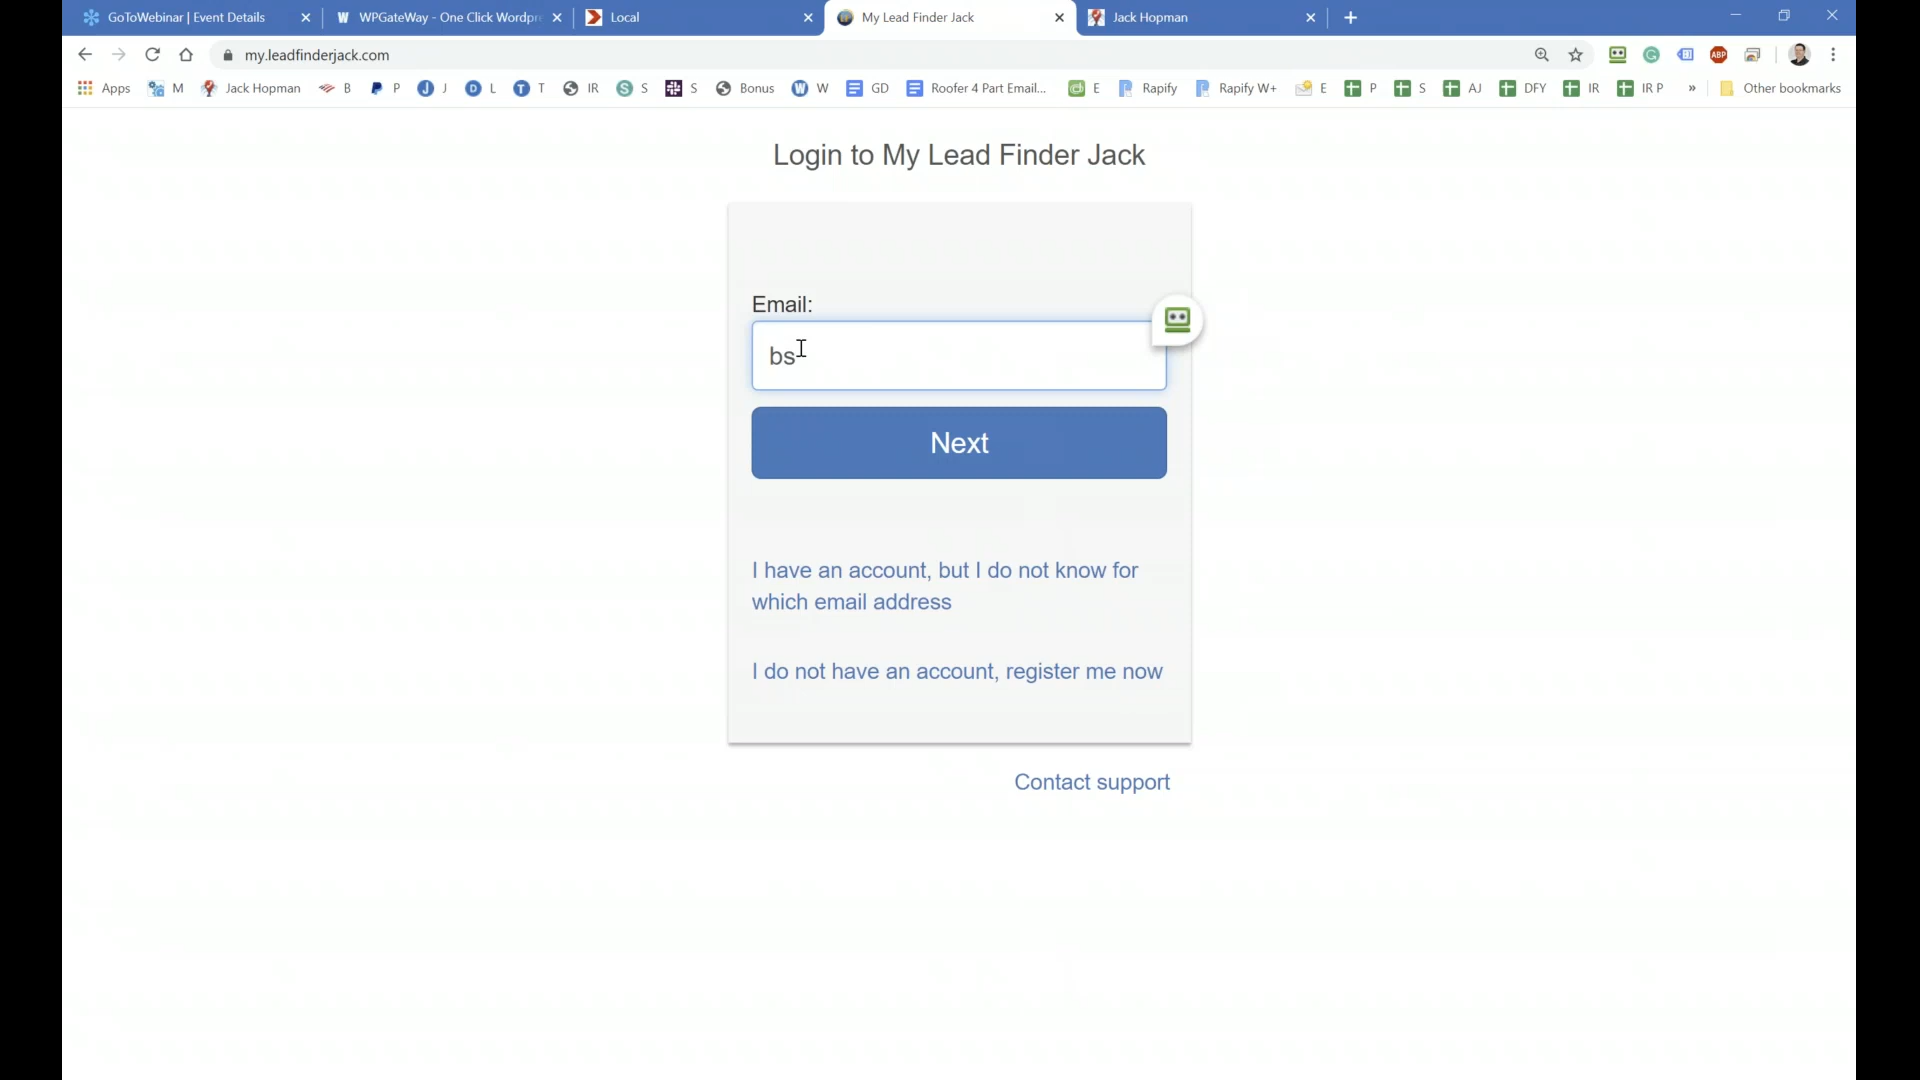 GoToWebinar | Event Details
WPGateWay - One Click Wordpr
Local
My Lead Finder Jack
Jack Hopman
my.leadfinderjack.com
ABP
Apps M Jack Hopman B P J J D L T T IR S S S Bonus W W GD Roofer 4 Part Email... E Rapify Rapify W+ E P S AJ DFY IR IR P » Other bookmarks
Login to My Lead Finder Jack
Email:
bs
Next
I have an account, but I do not know for
which email address
I do not have an account, register me now
Contact support